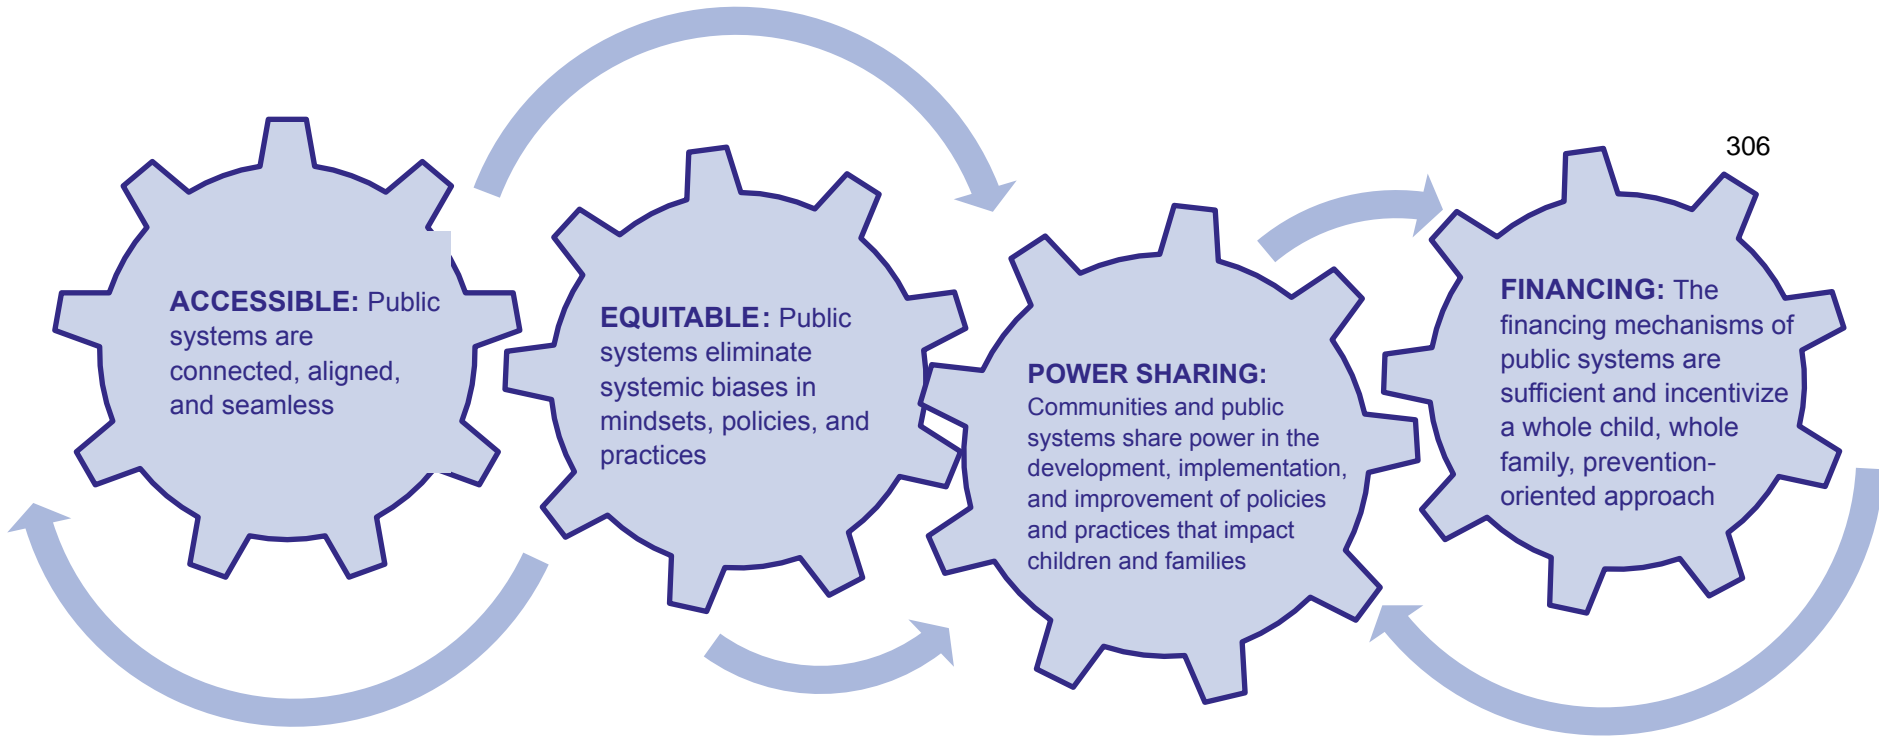 306
ACCESSIBLE: Public
systems are
connected, aligned,
and seamless
EQUITABLE: Public
systems eliminate
systemic biases in
mindsets, policies, and
practices
POWER SHARING:
Communities and public
systems share power in the
development, implementation,
and improvement of policies
and practices that impact
children and families
FINANCING: The
financing mechanisms of
public systems are
sufficient and incentivize
a whole child, whole
family, prevention-
oriented approach